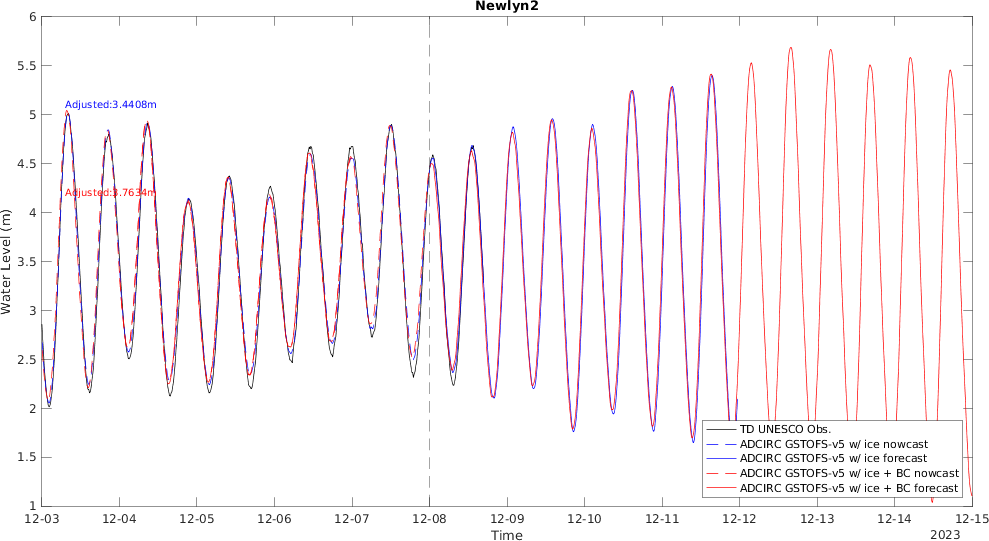 Newlyn2
Water Level (m)
6
5.5
5
4.5
4
3.5
3
2.5
2
1.5
1
Adjusted:3.4408m
Adjusted:3.7634m
TD UNESCO Obs.
ADCIRC GSTOFS-v5 w/ ice nowcast
ADCIRC GSTOFS-v5 w/ ice forecast
ADCIRC GSTOFS-v5 w/ ice + BC nowcast
ADCIRC GSTOFS-v5 w/ ice + BC forecast
12-03 12-04 12-05 12-06 12-07 12-08 12-09 12-10 12-11 12-12 12-13 12-14 12-15
Time
2023